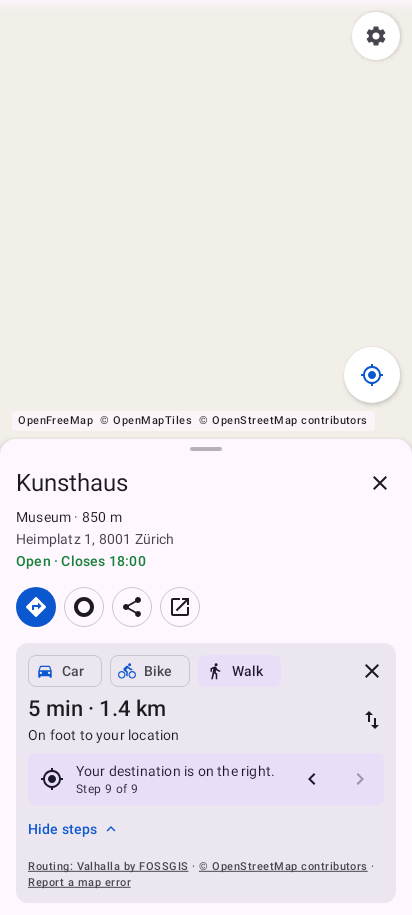 OpenFreeMap © OpenMapTiles © OpenStreetMap contributors
Kunsthaus
Museum · 850 m
Heimplatz 1, 8001 Zürich
Open · Closes 18:00
Car Bike Walk
5 min · 1.4 km
On foot to your location
Your destination is on the right.
Step 9 of 9
Hide steps
Routing: Valhalla by FOSSGIS · © OpenStreetMap contributors ·
Report a map error